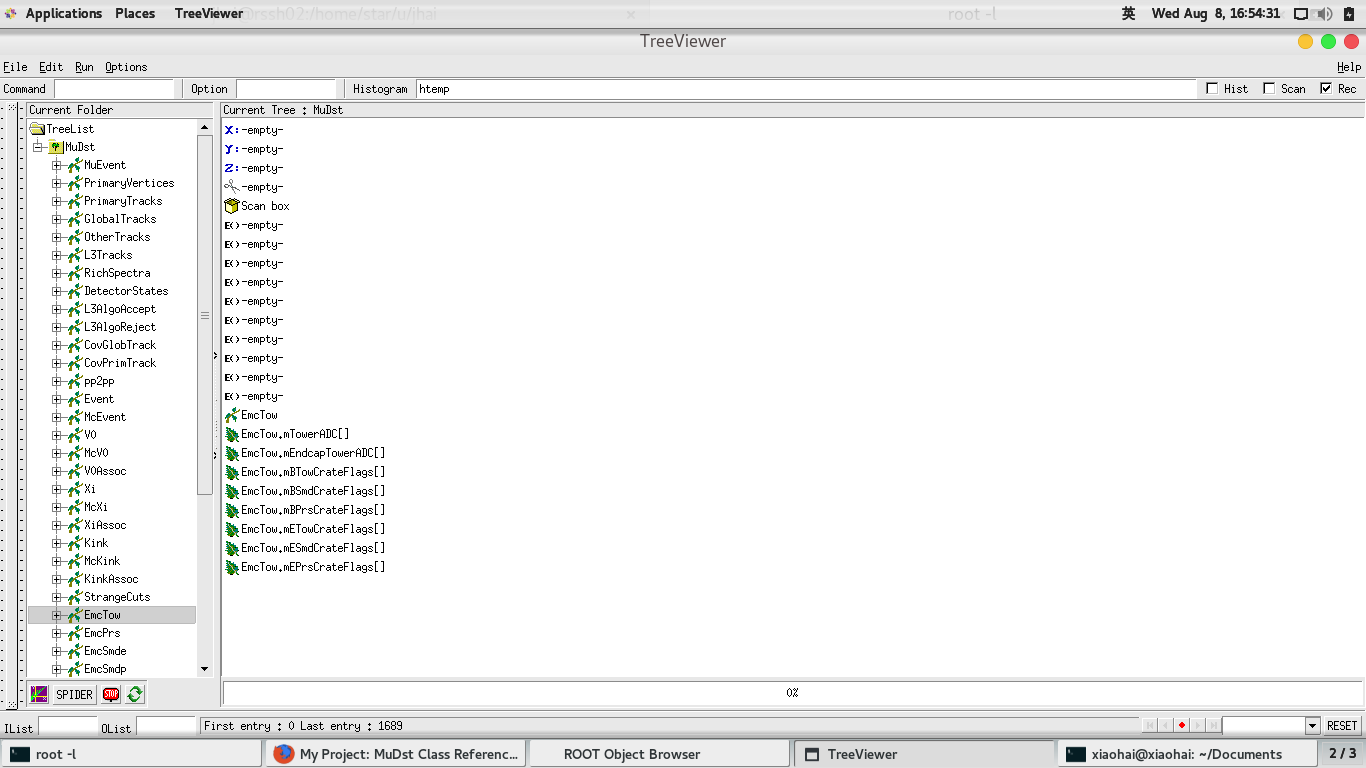 Applications Places TreeViewer @rssh02:/home/star/u/jhai root -l 英 Wed Aug 8, 16:54:31
TreeViewer
File Edit Run Options Help
Command Option Histogram htemp Hist Scan Rec
Current Folder
TreeList
MuDst
MuEvent
PrimaryVertices
PrimaryTracks
GlobalTracks
OtherTracks
L3Tracks
RichSpectra
DetectorStates
L3AlgoAccept
L3AlgoReject
CovGlobTrack
CovPrimTrack
pp2pp
Event
McEvent
V0
McV0
V0Assoc
Xi
McXi
XiAssoc
Kink
McKink
KinkAssoc
StrangeCuts
EmcTow
EmcPrs
EmcSmde
EmcSmdp
Current Tree : MuDst
X: -empty-
Y: -empty-
Z: -empty-
-empty-
Scan box
E() -empty-
E() -empty-
E() -empty-
E() -empty-
E() -empty-
E() -empty-
E() -empty-
E() -empty-
E() -empty-
E() -empty-
EmcTow
EmcTow.mTowerADC[]
EmcTow.mEndcapTowerADC[]
EmcTow.mBTowCrateFlags[]
EmcTow.mBSmdCrateFlags[]
EmcTow.mBPrsCrateFlags[]
EmcTow.mETowCrateFlags[]
EmcTow.mESmdCrateFlags[]
EmcTow.mEPrsCrateFlags[]
SPIDER STOP 0%
IList OList First entry : 0 Last entry : 1689 RESET
root -l My Project: MuDst Class Referenc... ROOT Object Browser TreeViewer xiaohai@xiaohai: ~/Documents 2 / 3